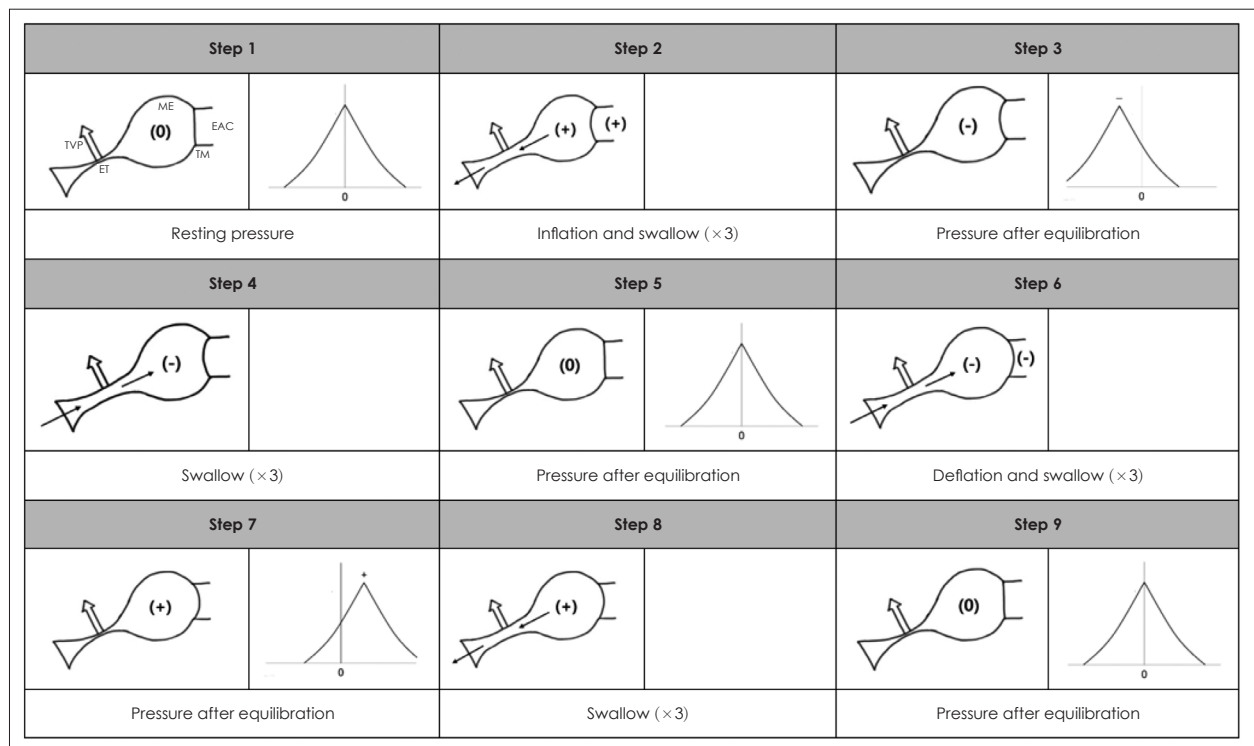 Step 1
Step 2
Step 3
ME
(0)
EAC
TVP
TM
ET
0
(+)
(+)
(-)
–
0
Resting pressure
Inflation and swallow (×3)
Pressure after equilibration
Step 4
Step 5
Step 6
(-)
(0)
0
(-)
(-)
Swallow (×3)
Pressure after equilibration
Deflation and swallow (×3)
Step 7
Step 8
Step 9
(+)
+
0
(+)
(0)
0
Pressure after equilibration
Swallow (×3)
Pressure after equilibration